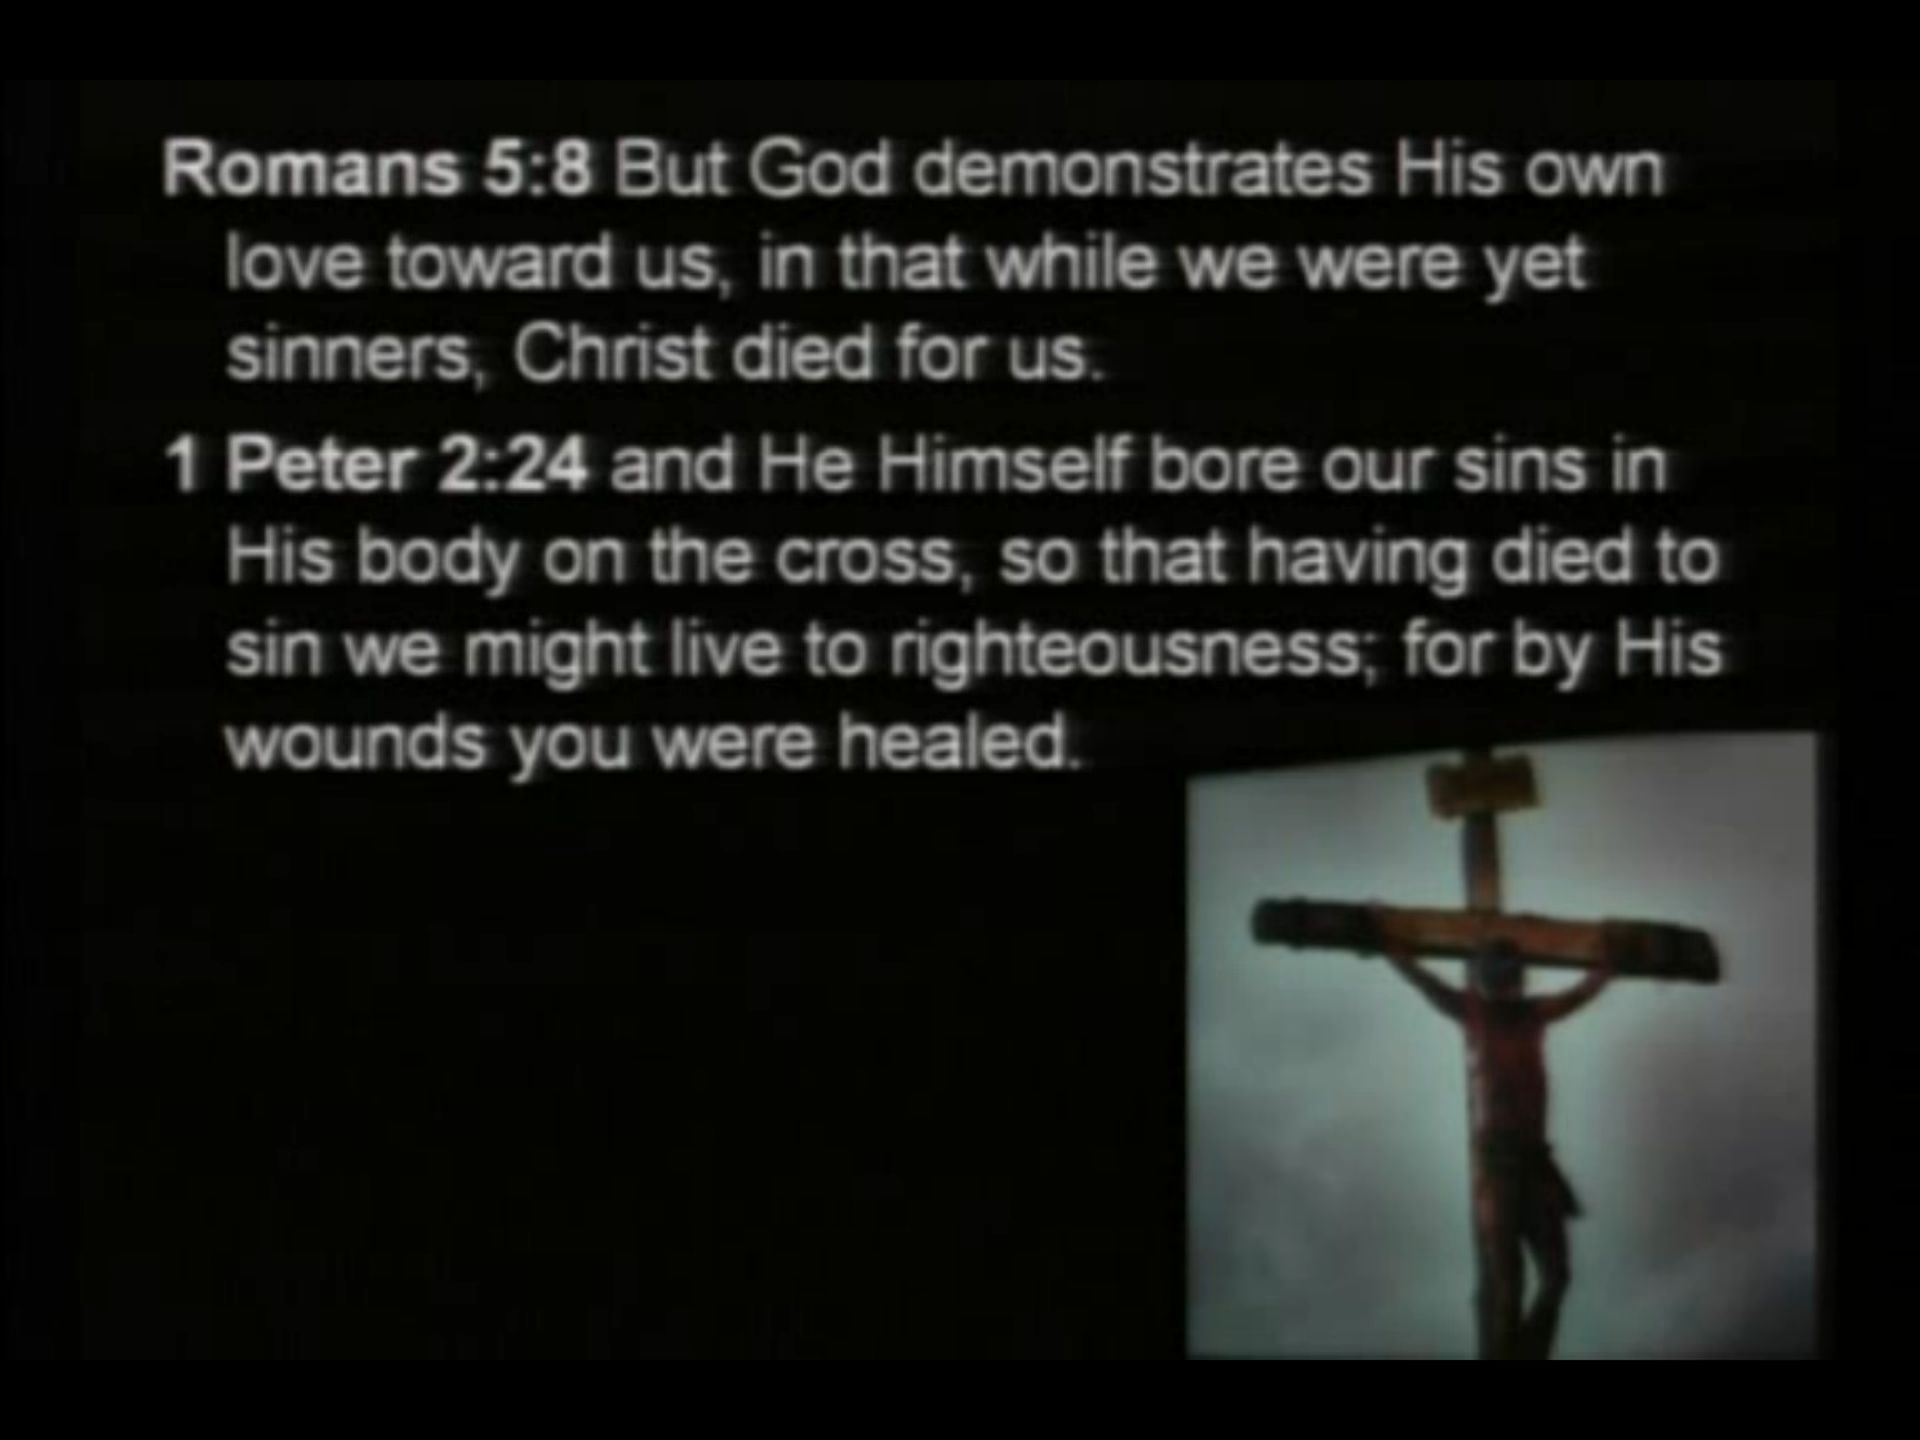 Romans 5:8 But God demonstrates His own
love toward us, in that while we were yet
sinners, Christ died for us.
1 Peter 2:24 and He Himself bore our sins in
His body on the cross, so that having died to
sin we might live to righteousness; for by His
wounds you were healed.